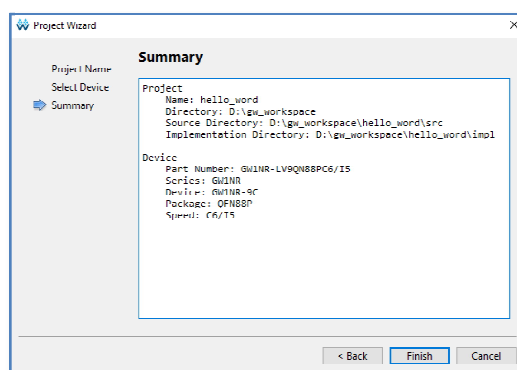 Project Wizard
Summary
Project Name
Select Device
Summary
Project
Name: hello_word
Directory: D:\gw_workspace
Source Directory: D:\gw_workspace\hello_word\src
Implementation Directory: D:\gw_workspace\hello_word\impl
Device
Part Number: GW1NR-LV9QN88PC6/I5
Series: GW1NR
Device: GW1NR-9C
Package: QFN88P
Speed: C6/I5
< Back Finish Cancel